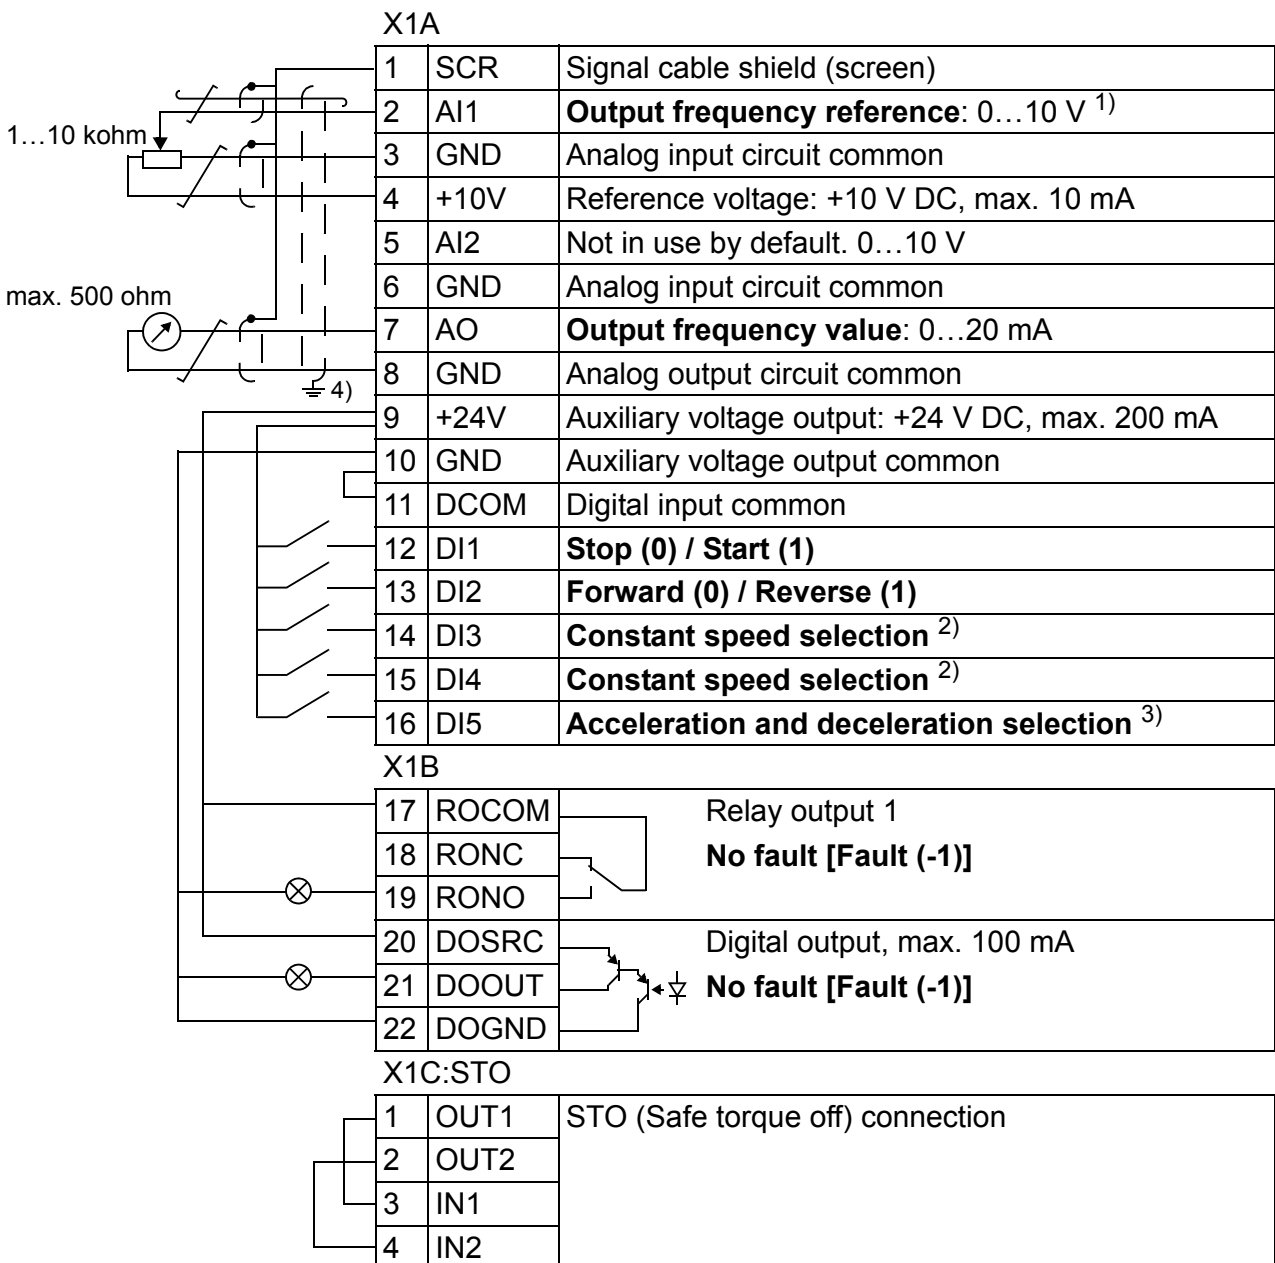 X1A
1 SCR Signal cable shield (screen)
2 AI1 Output frequency reference: 0…10 V 1)
1…10 kohm
3 GND Analog input circuit common
4 +10V Reference voltage: +10 V DC, max. 10 mA
5 AI2 Not in use by default. 0…10 V
6 GND Analog input circuit common
max. 500 ohm
7 AO Output frequency value: 0…20 mA
8 GND Analog output circuit common
4)
9 +24V Auxiliary voltage output: +24 V DC, max. 200 mA
10 GND Auxiliary voltage output common
11 DCOM Digital input common
12 DI1 Stop (0) / Start (1)
13 DI2 Forward (0) / Reverse (1)
14 DI3 Constant speed selection 2)
15 DI4 Constant speed selection 2)
16 DI5 Acceleration and deceleration selection 3)
X1B
17 ROCOM Relay output 1
18 RONC No fault [Fault (-1)]
19 RONO
20 DOSRC Digital output, max. 100 mA
21 DOOUT No fault [Fault (-1)]
22 DOGND
X1C:STO
1 OUT1 STO (Safe torque off) connection
2 OUT2
3 IN1
4 IN2